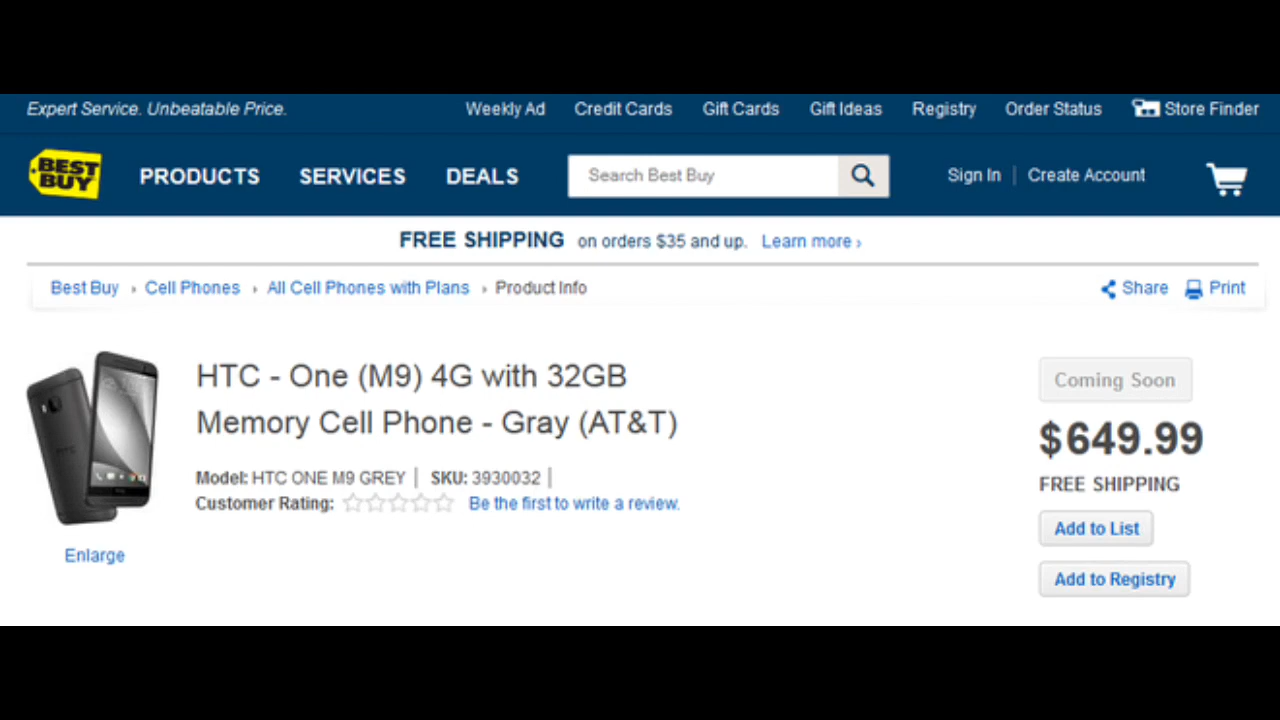 Expert Service. Unbeatable Price.
Weekly Ad Credit Cards Gift Cards Gift Ideas Registry Order Status Store Finder
BEST BUY
PRODUCTS SERVICES DEALS Search Best Buy Sign In | Create Account
FREE SHIPPING on orders $35 and up. Learn more ›
Best Buy › Cell Phones › All Cell Phones with Plans › Product Info Share Print
HTC - One (M9) 4G with 32GB
Memory Cell Phone - Gray (AT&T)
Model: HTC ONE M9 GREY | SKU: 3930032 |
Customer Rating: Be the first to write a review.
Enlarge
Coming Soon
$649.99
FREE SHIPPING
Add to List
Add to Registry